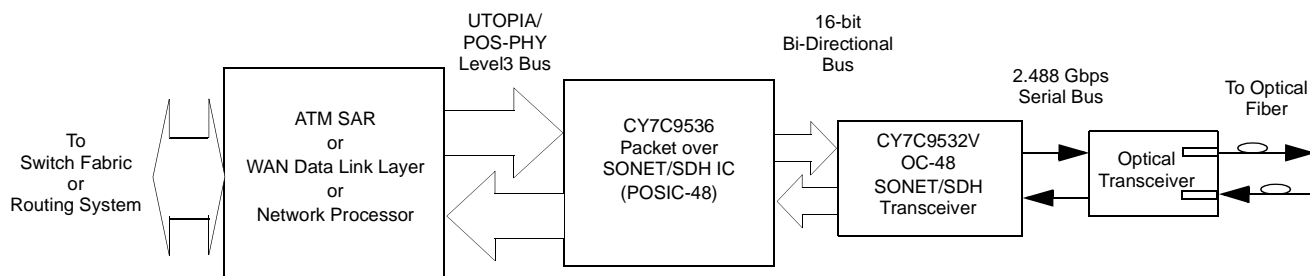 To
Switch Fabric
or
Routing System
ATM SAR
or
WAN Data Link Layer
or
Network Processor
UTOPIA/
POS-PHY
Level3 Bus
CY7C9536
Packet over
SONET/SDH IC
(POSIC-48)
16-bit
Bi-Directional
Bus
CY7C9532V
OC-48
SONET/SDH
Transceiver
2.488 Gbps
Serial Bus
Optical
Transceiver
To Optical
Fiber